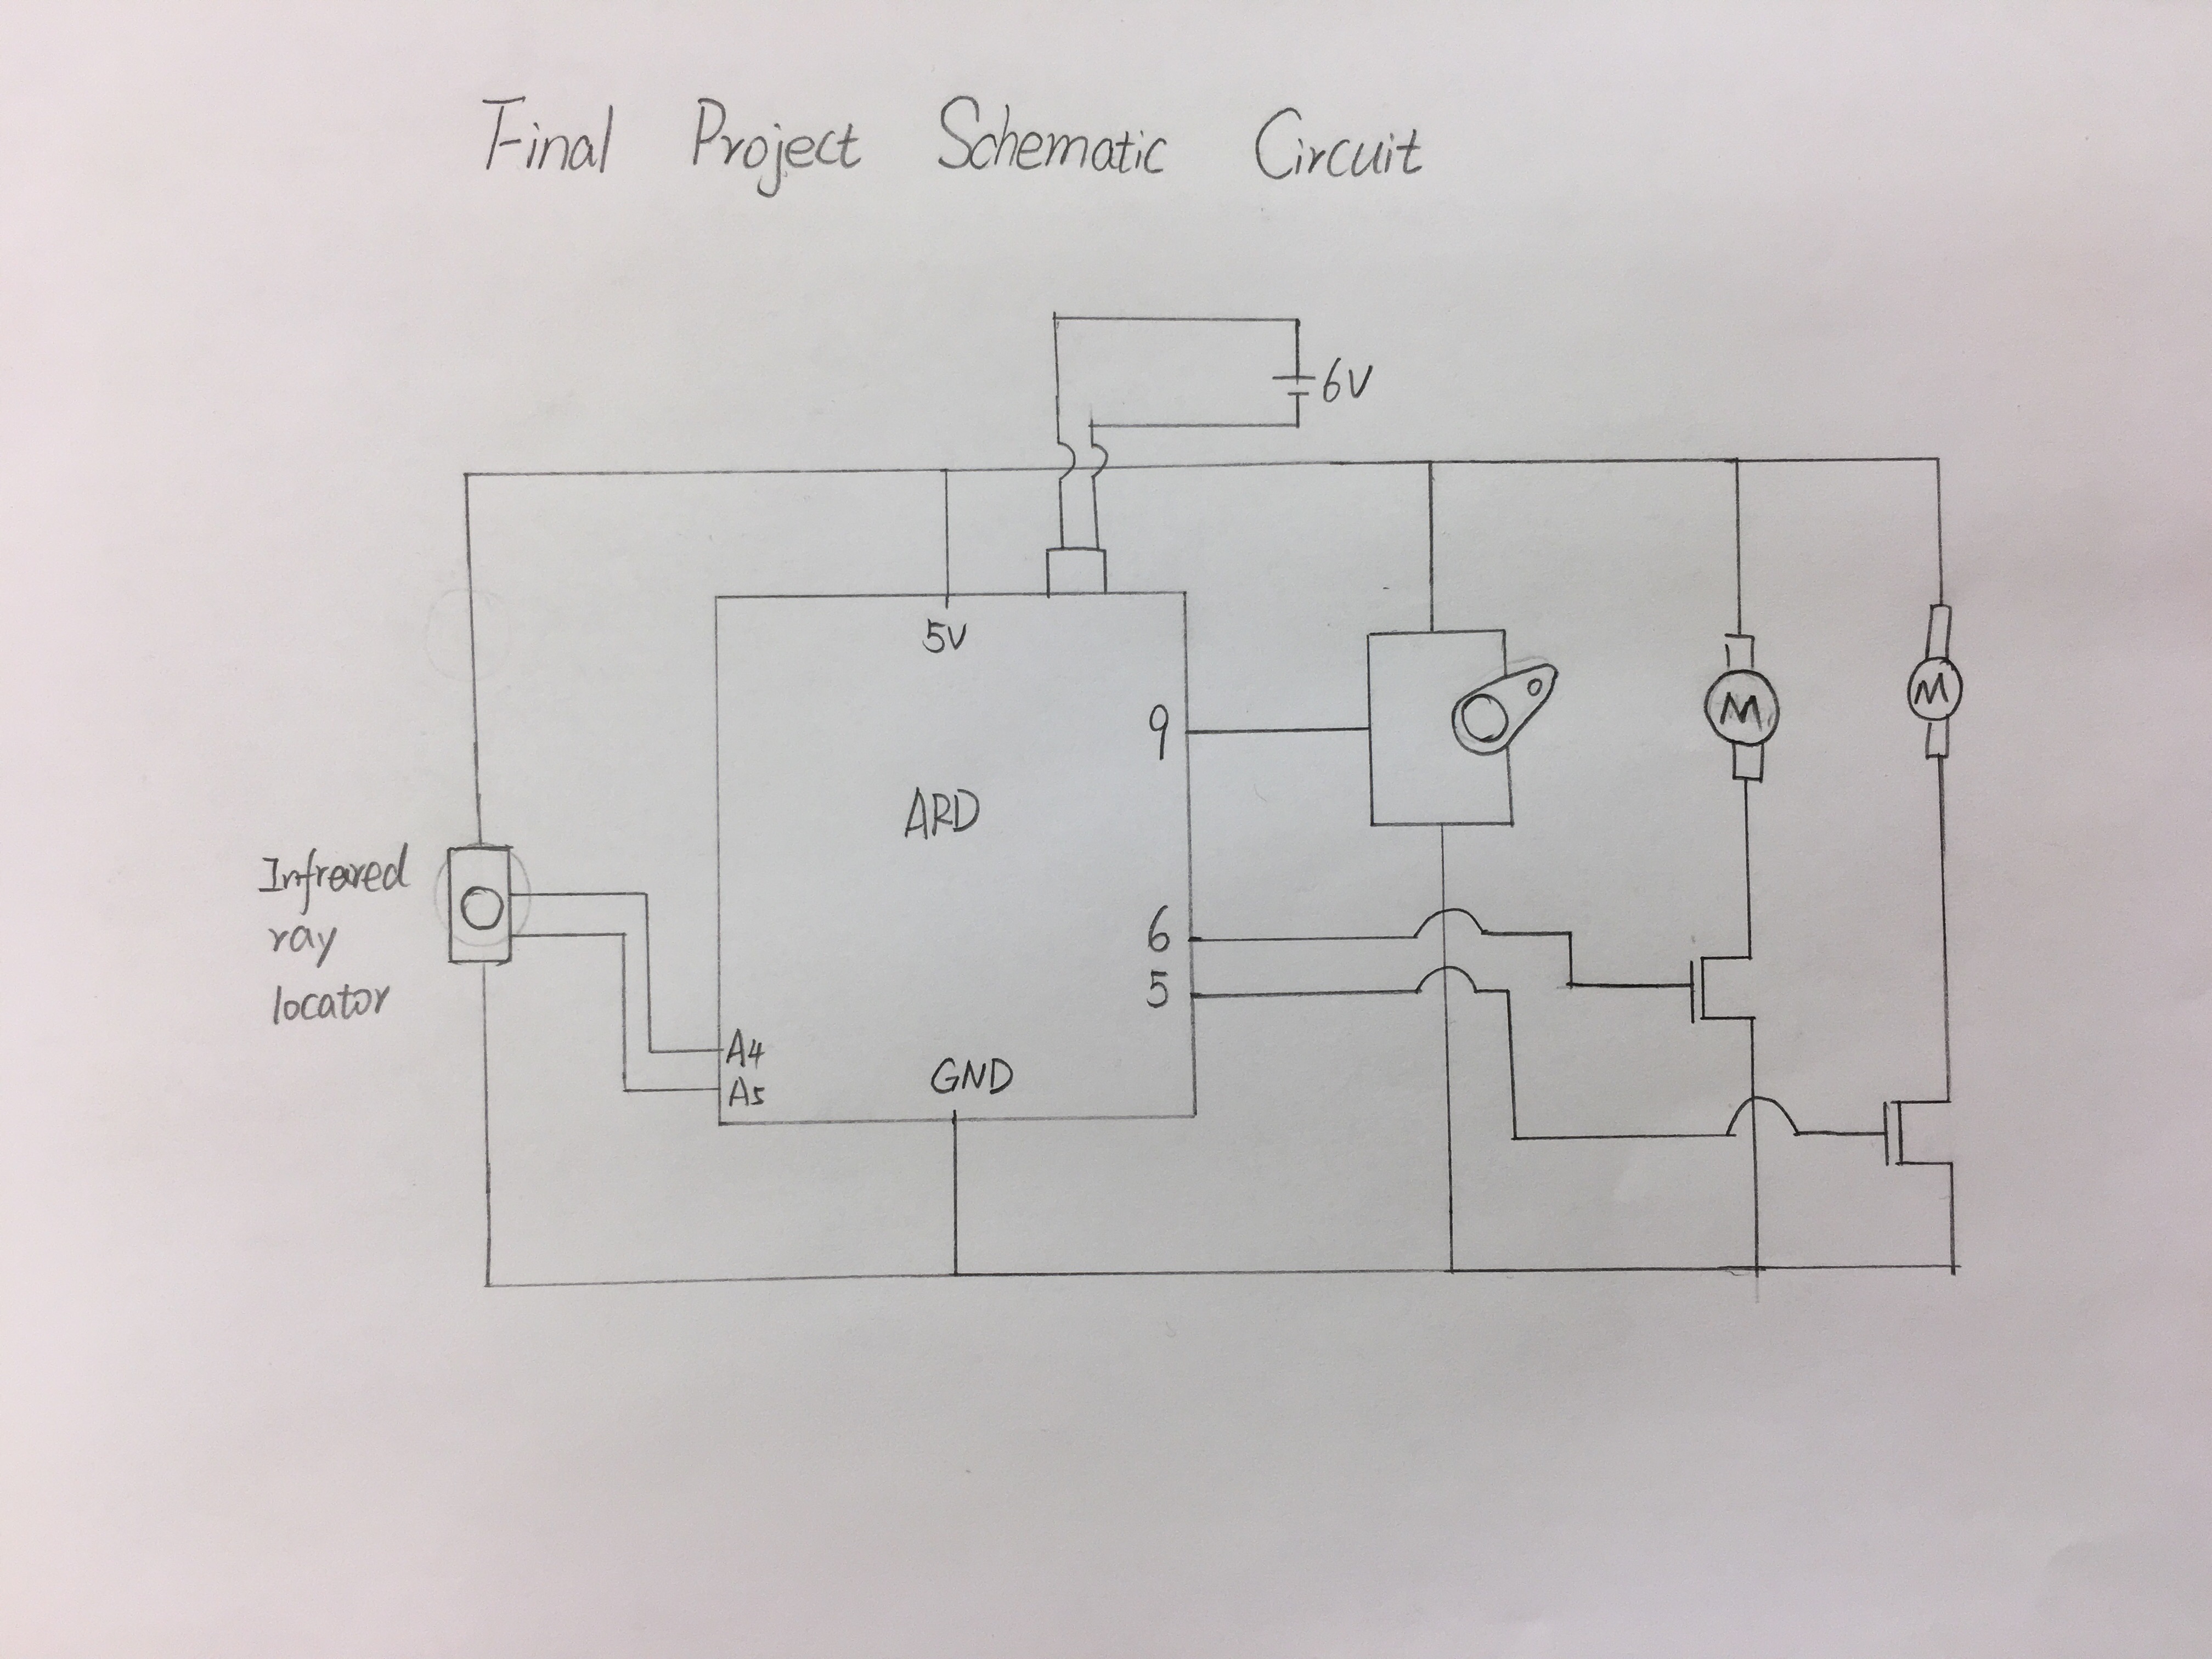 Final Project Schematic Circuit
6V
5V
9
M
M
ARD
Infrared
ray
locator
6
5
A4
GND
A5